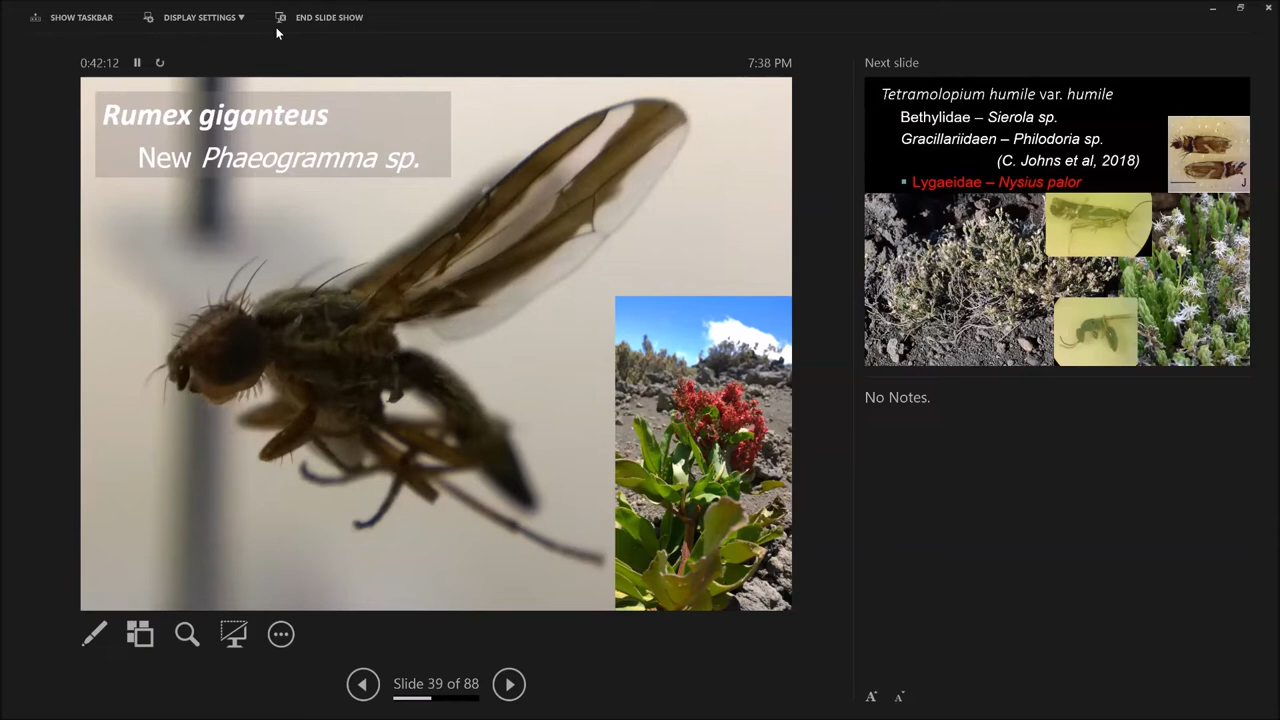 SHOW TASKBAR
DISPLAY SETTINGS ▼
END SLIDE SHOW
0:42:12
7:38 PM
Rumex giganteus
New Phaeogramma sp.
Next slide
Tetramolopium humile var. humile
Bethylidae – Sierola sp.
Gracillariidaen – Philodoria sp.
(C. Johns et al, 2018)
▪ Lygaeidae – Nysius palor
J
No Notes.
Slide 39 of 88
A
A